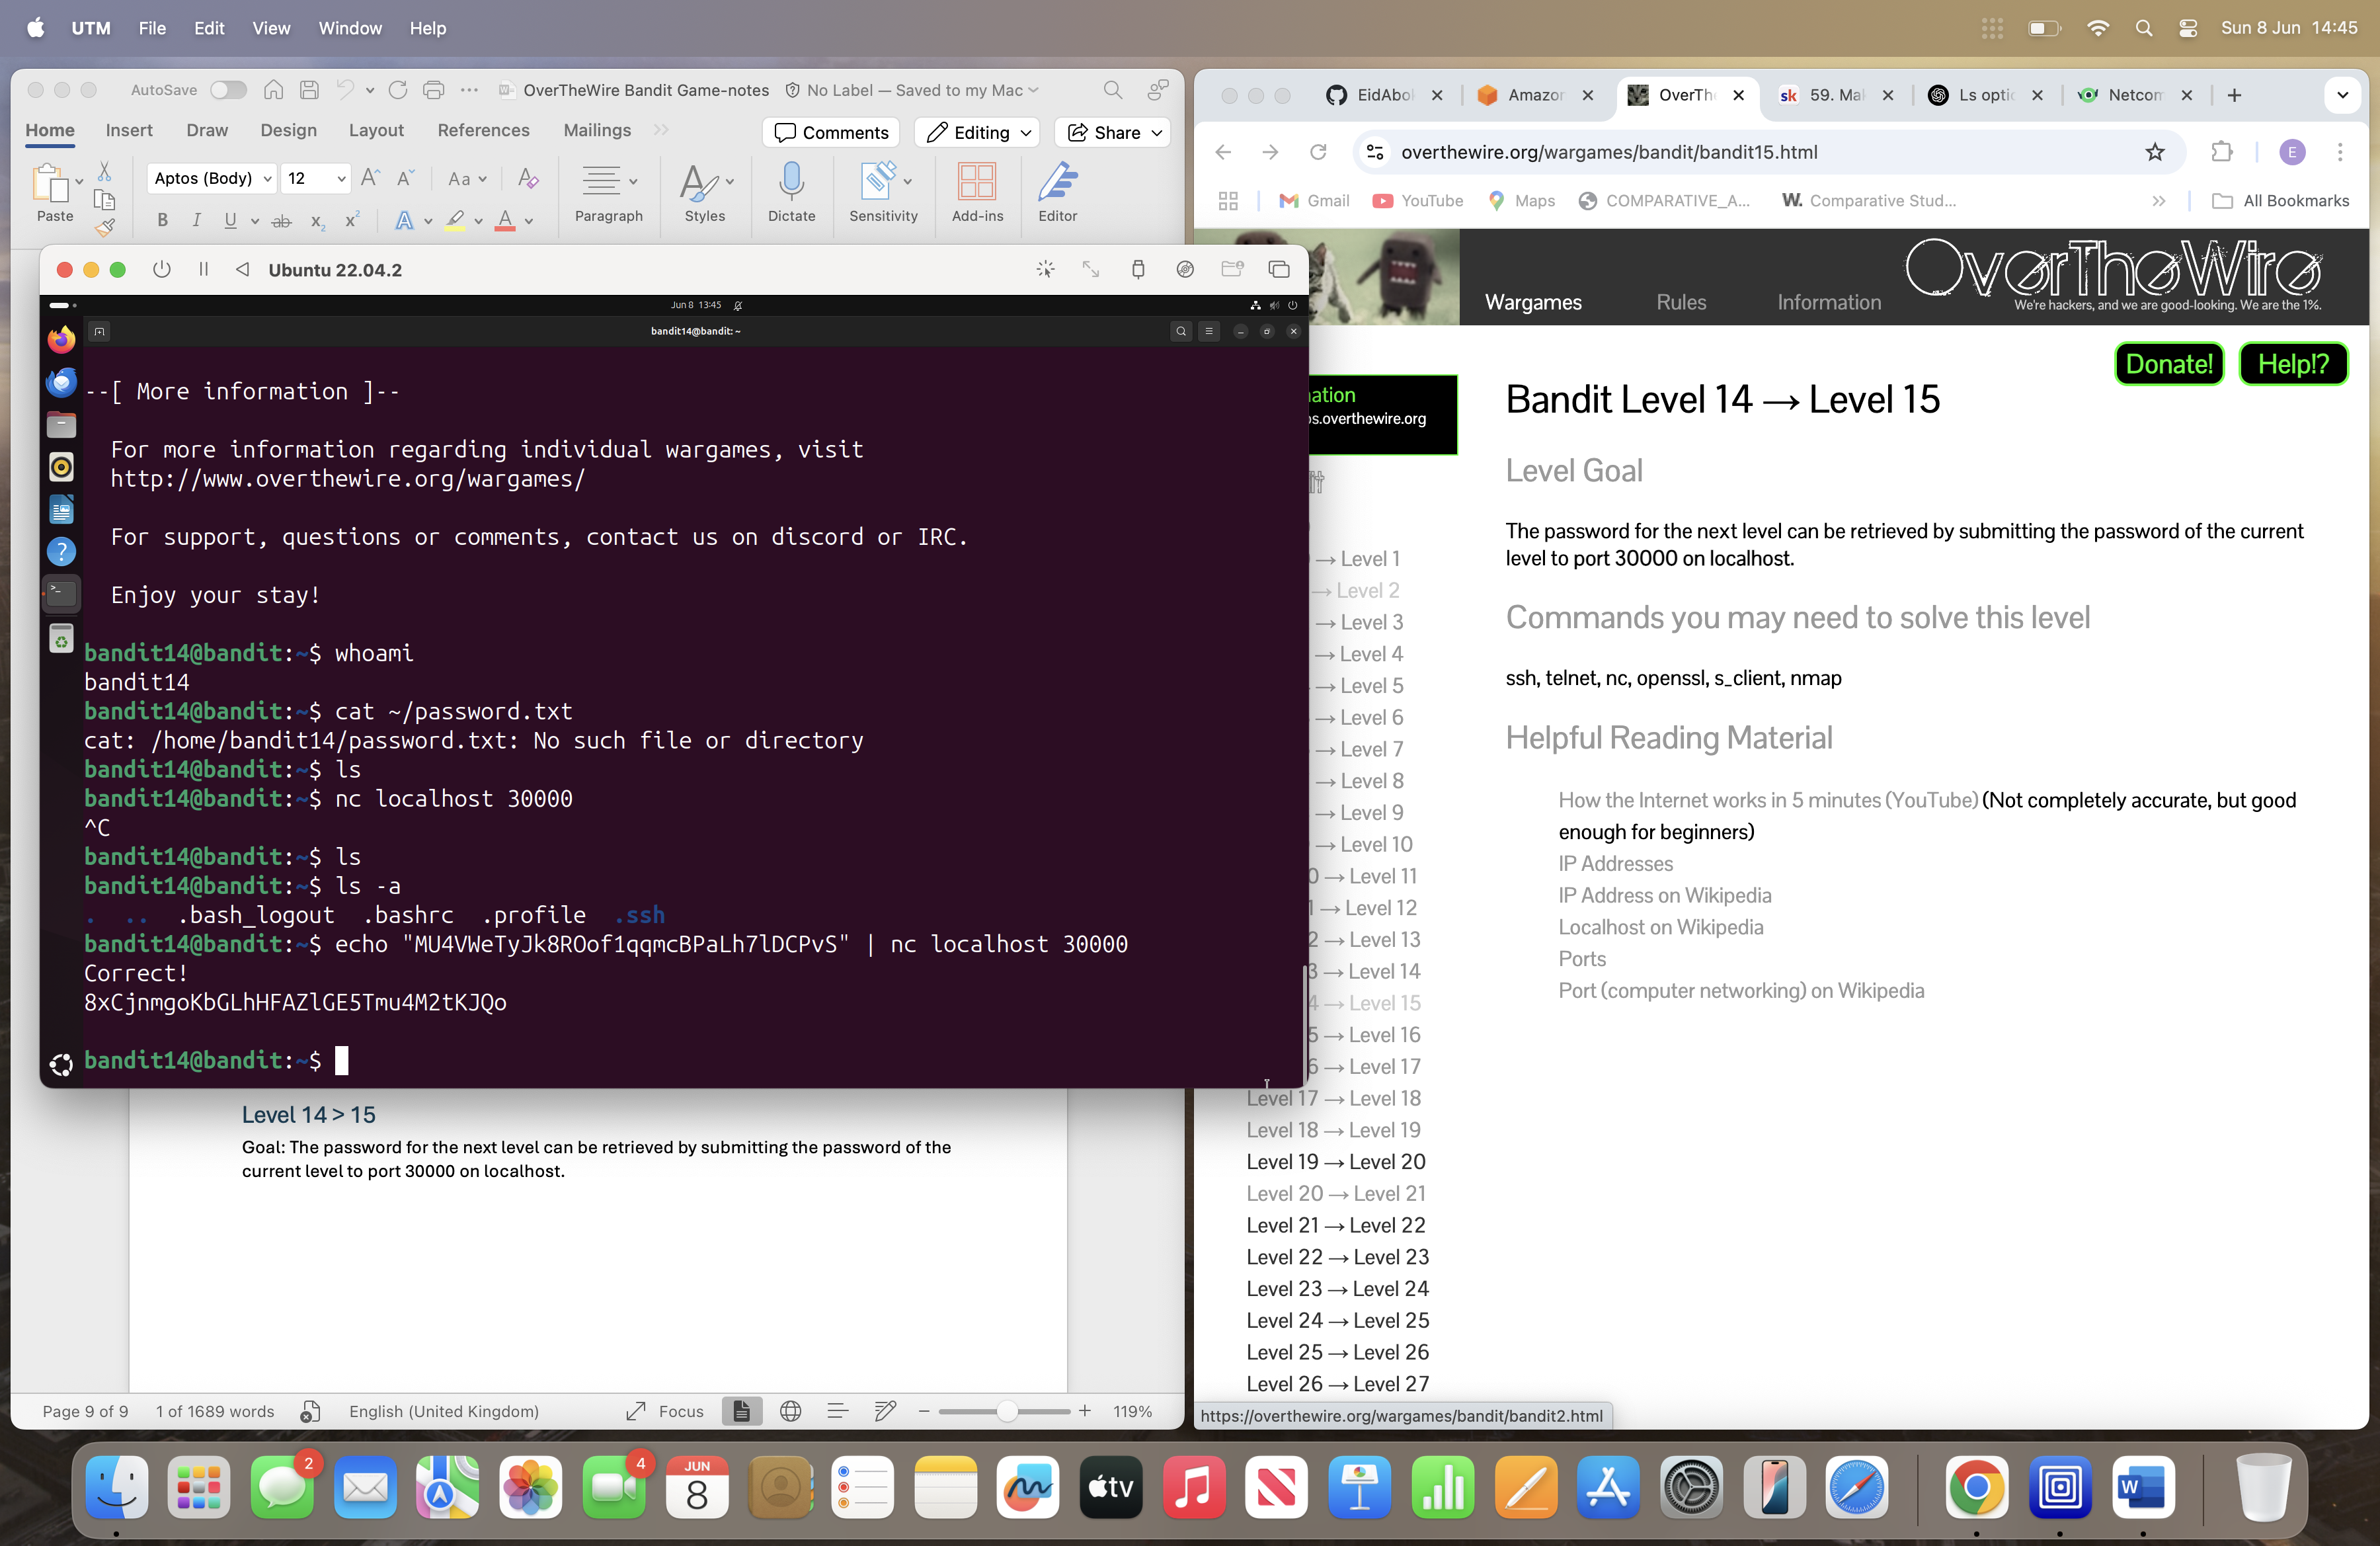 UTM File Edit View Window Help
Sun 8 Jun 14:45
AutoSave
OverTheWire Bandit Game-notes
No Label — Saved to my Mac
Home Insert Draw Design Layout References Mailings
Comments Editing Share
Paste
Aptos (Body) 12
Aa
B I U ab x₂ x²
Paragraph Styles Dictate Sensitivity Add-ins Editor
Ubuntu 22.04.2
Jun 8 13:45
bandit14@bandit: ~
--[ More information ]--
For more information regarding individual wargames, visit
http://www.overthewire.org/wargames/
For support, questions or comments, contact us on discord or IRC.
Enjoy your stay!
bandit14@bandit:~$ whoami
bandit14
bandit14@bandit:~$ cat ~/password.txt
cat: /home/bandit14/password.txt: No such file or directory
bandit14@bandit:~$ ls
bandit14@bandit:~$ nc localhost 30000
^C
bandit14@bandit:~$ ls
bandit14@bandit:~$ ls -a
. .. .bash_logout .bashrc .profile .ssh
bandit14@bandit:~$ echo "MU4VWeTyJk8ROof1qqmcBPaLh7lDCPvS" | nc localhost 30000
Correct!
8xCjnmgoKbGLhHFAZlGE5Tmu4M2tKJQo
bandit14@bandit:~$
Level 14 > 15
Goal: The password for the next level can be retrieved by submitting the password of the
current level to port 30000 on localhost.
Page 9 of 9 1 of 1689 words English (United Kingdom) Focus 119%
EidAbo Amazon OverTh 59. Ma Ls optio Netcom
overthewire.org/wargames/bandit/bandit15.html
E
Gmail YouTube Maps COMPARATIVE_A... W. Comparative Stud... All Bookmarks
OverTheWire
We're hackers, and we are good-looking. We are the 1%.
Wargames Rules Information
Donate! Help!?
ation
s.overthewire.org
→ Level 1
→ Level 2
→ Level 3
→ Level 4
→ Level 5
→ Level 6
→ Level 7
→ Level 8
→ Level 9
→ Level 10
0 → Level 11
1 → Level 12
2 → Level 13
3 → Level 14
4 → Level 15
5 → Level 16
6 → Level 17
Level 17 → Level 18
Level 18 → Level 19
Level 19 → Level 20
Level 20 → Level 21
Level 21 → Level 22
Level 22 → Level 23
Level 23 → Level 24
Level 24 → Level 25
Level 25 → Level 26
Level 26 → Level 27
Bandit Level 14 → Level 15
Level Goal
The password for the next level can be retrieved by submitting the password of the current
level to port 30000 on localhost.
Commands you may need to solve this level
ssh, telnet, nc, openssl, s_client, nmap
Helpful Reading Material
How the Internet works in 5 minutes (YouTube) (Not completely accurate, but good
enough for beginners)
IP Addresses
IP Address on Wikipedia
Localhost on Wikipedia
Ports
Port (computer networking) on Wikipedia
https://overthewire.org/wargames/bandit/bandit2.html
2
4
JUN
8
tv
W